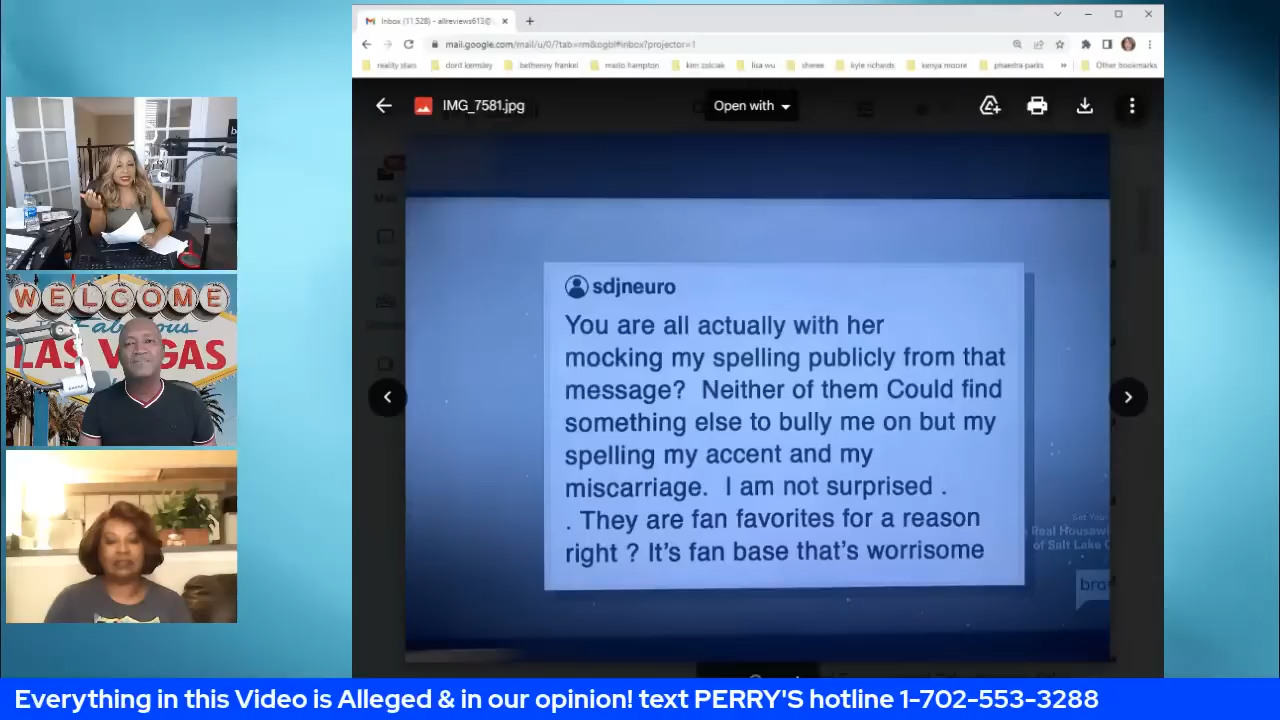 Inbox (11,528) - allreviews613@
mail.google.com/mail/u/0/?tab=rm&ogbl#inbox?projector=1
reality stars
dorit kemsley
bethenny frankel
mario hampton
kim zolciak
lisa wu
sheree
kyle richards
kenya moore
phaedra parks
Other bookmarks
IMG_7581.jpg
Open with
WELCOME
Fabulous
LAS VEGAS
sdjneuro
You are all actually with her
mocking my spelling publicly from that
message? Neither of them Could find
something else to bully me on but my
spelling my accent and my
miscarriage. I am not surprised .
. They are fan favorites for a reason
right ? It's fan base that's worrisome
Real Housew
of Salt Lake C
bra
Everything in this Video is Alleged & in our opinion! text PERRY'S hotline 1-702-553-3288